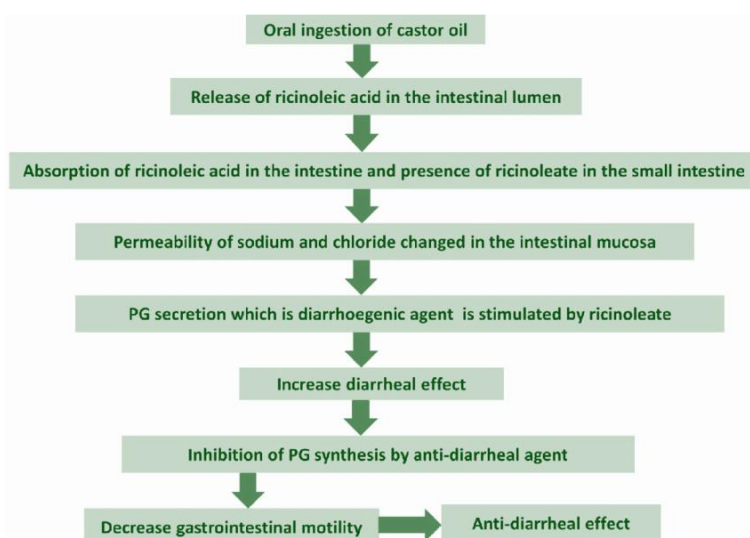 Oral ingestion of castor oil
Release of ricinoleic acid in the intestinal lumen
Absorption of ricinoleic acid in the intestine and presence of ricinoleate in the small intestine
Permeability of sodium and chloride changed in the intestinal mucosa
PG secretion which is diarrhoegenic agent is stimulated by ricinoleate
Increase diarrheal effect
Inhibition of PG synthesis by anti-diarrheal agent
Decrease gastrointestinal motility
Anti-diarrheal effect